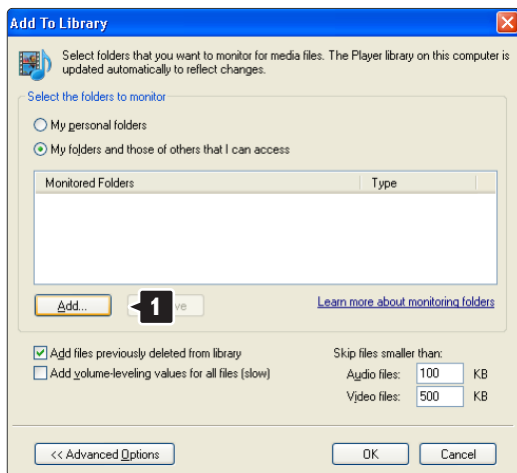 Add To Library
Select folders that you want to monitor for media files. The Player library on this computer is
updated automatically to reflect changes.
Select the folders to monitor
My personal folders
My folders and those of others that I can access
Monitored Folders Type
Add... 1 ve Learn more about monitoring folders
Add files previously deleted from library Skip files smaller than:
Add volume-leveling values for all files (slow) Audio files: 100 KB
Video files: 500 KB
<< Advanced Options OK Cancel